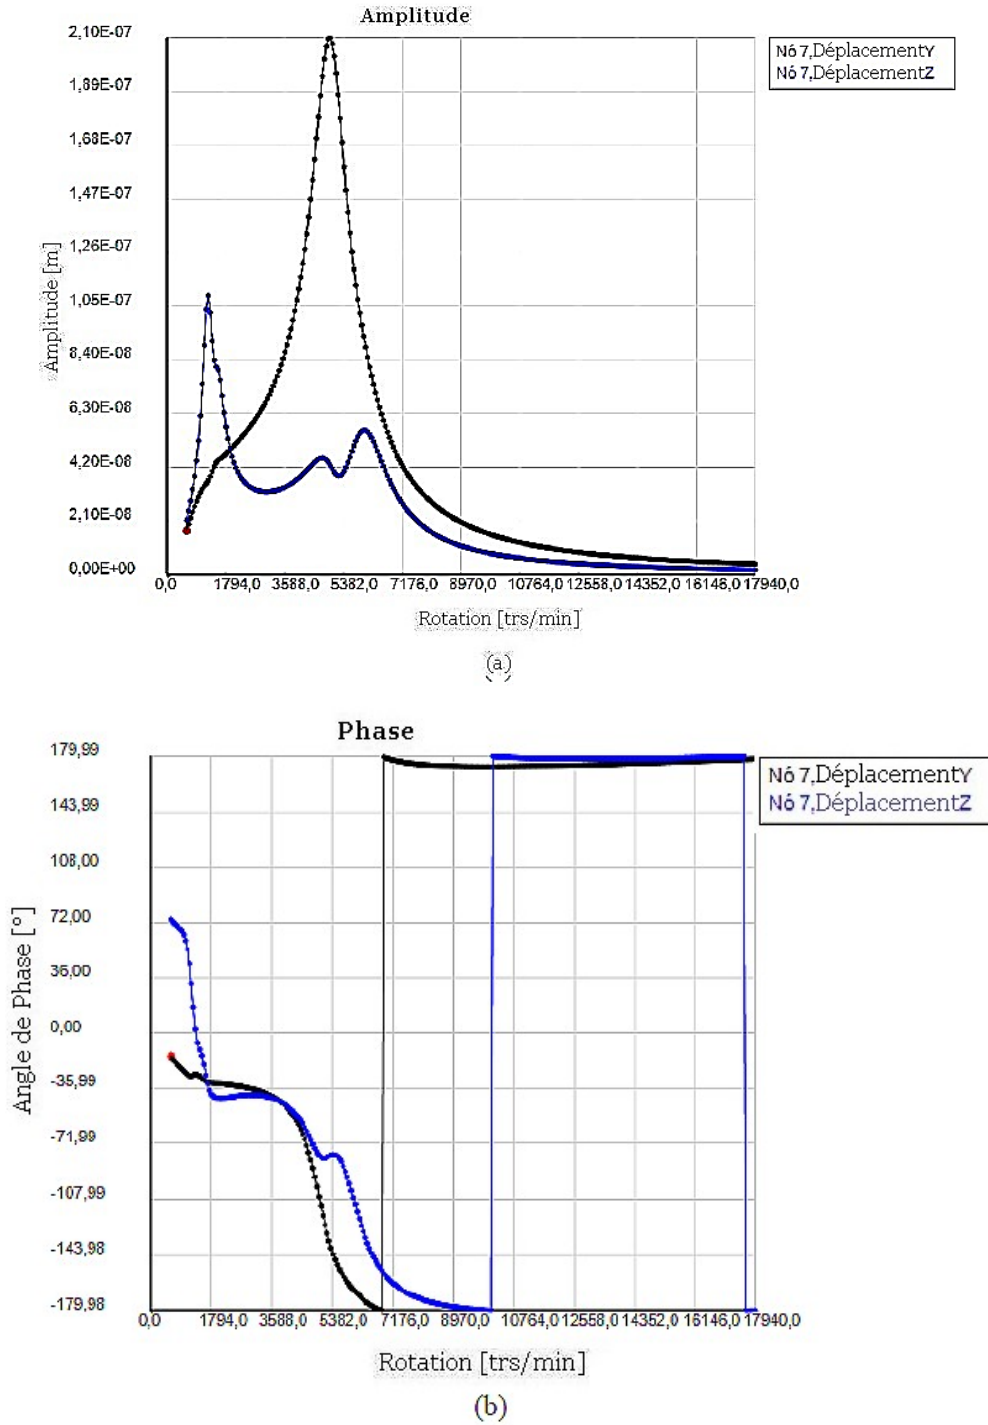 Amplitude
2,10E-07
1,89E-07
1,68E-07
1,47E-07
1,26E-07
1,05E-07
8,40E-08
6,30E-08
4,20E-08
2,10E-08
0,00E+00
Amplitude [m]
0,0 1794,0 3588,0 5382,0 7176,0 8970,0 10764,0 12558,0 14352,0 16146,0 17940,0
Rotation [trs/min]
Nó 7,DéplacementY
Nó 7,DéplacementZ
(a)
Phase
179,99
143,99
108,00
72,00
36,00
0,00
-35,99
-71,99
-107,99
-143,98
-179,98
Angle de Phase [°]
0,0 1794,0 3588,0 5382,0 7176,0 8970,0 10764,0 12558,0 14352,0 16146,0 17940,0
Rotation [trs/min]
Nó 7,DéplacementY
Nó 7,DéplacementZ
(b)